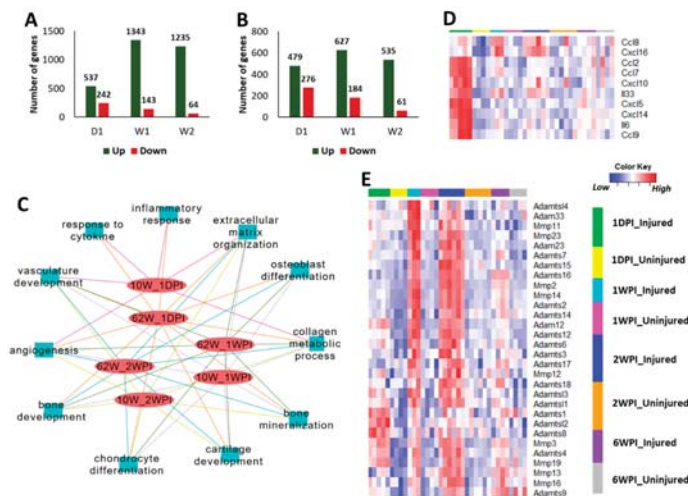 A
Number of genes
1500
1200
900
600
300
0
537
242
1343
143
1235
64
D1
W1
W2
Up
Down
B
Number of genes
800
600
400
200
0
479
276
627
184
535
61
D1
W1
W2
Up
Down
C
inflammatory
response
response to
cytokine
extracellular
matrix
organization
vasculature
development
osteoblast
differentiation
10W_1DPI
62W_1DPI
angiogenesis
62W_1WPI
collagen
metabolic
process
62W_2WPI
10W_1WPI
10W_2WPI
bone
development
bone
mineralization
chondrocyte
differentiation
cartilage
development
D
Ccl8
Cxcl16
Ccl2
Ccl7
Cxcl10
Il33
Cxcl5
Cxcl14
Il6
Ccl9
E
Adamtsl4
Adam33
Mmp11
Mmp23
Adam23
Adamts7
Adamts15
Adamts16
Mmp2
Mmp14
Adamts2
Adamts14
Adam12
Adamts12
Adamts6
Adamts3
Adamts17
Mmp12
Adamts18
Adamtsl3
Adamtsl1
Adamts1
Adamtsl2
Adamts8
Mmp3
Adamts4
Mmp19
Mmp13
Mmp16
Adamts9
Color Key
Low
High
1DPI_Injured
1DPI_Uninjured
1WPI_Injured
1WPI_Uninjured
2WPI_Injured
2WPI_Uninjured
6WPI_Injured
6WPI_Uninjured